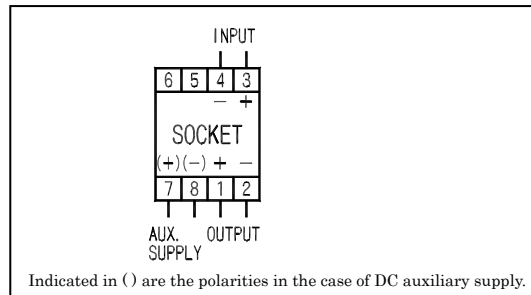 INPUT
6 5 4 3
− +
SOCKET
(+) (−) + −
7 8 1 2
AUX. OUTPUT
SUPPLY
Indicated in ( ) are the polarities in the case of DC auxiliary supply.